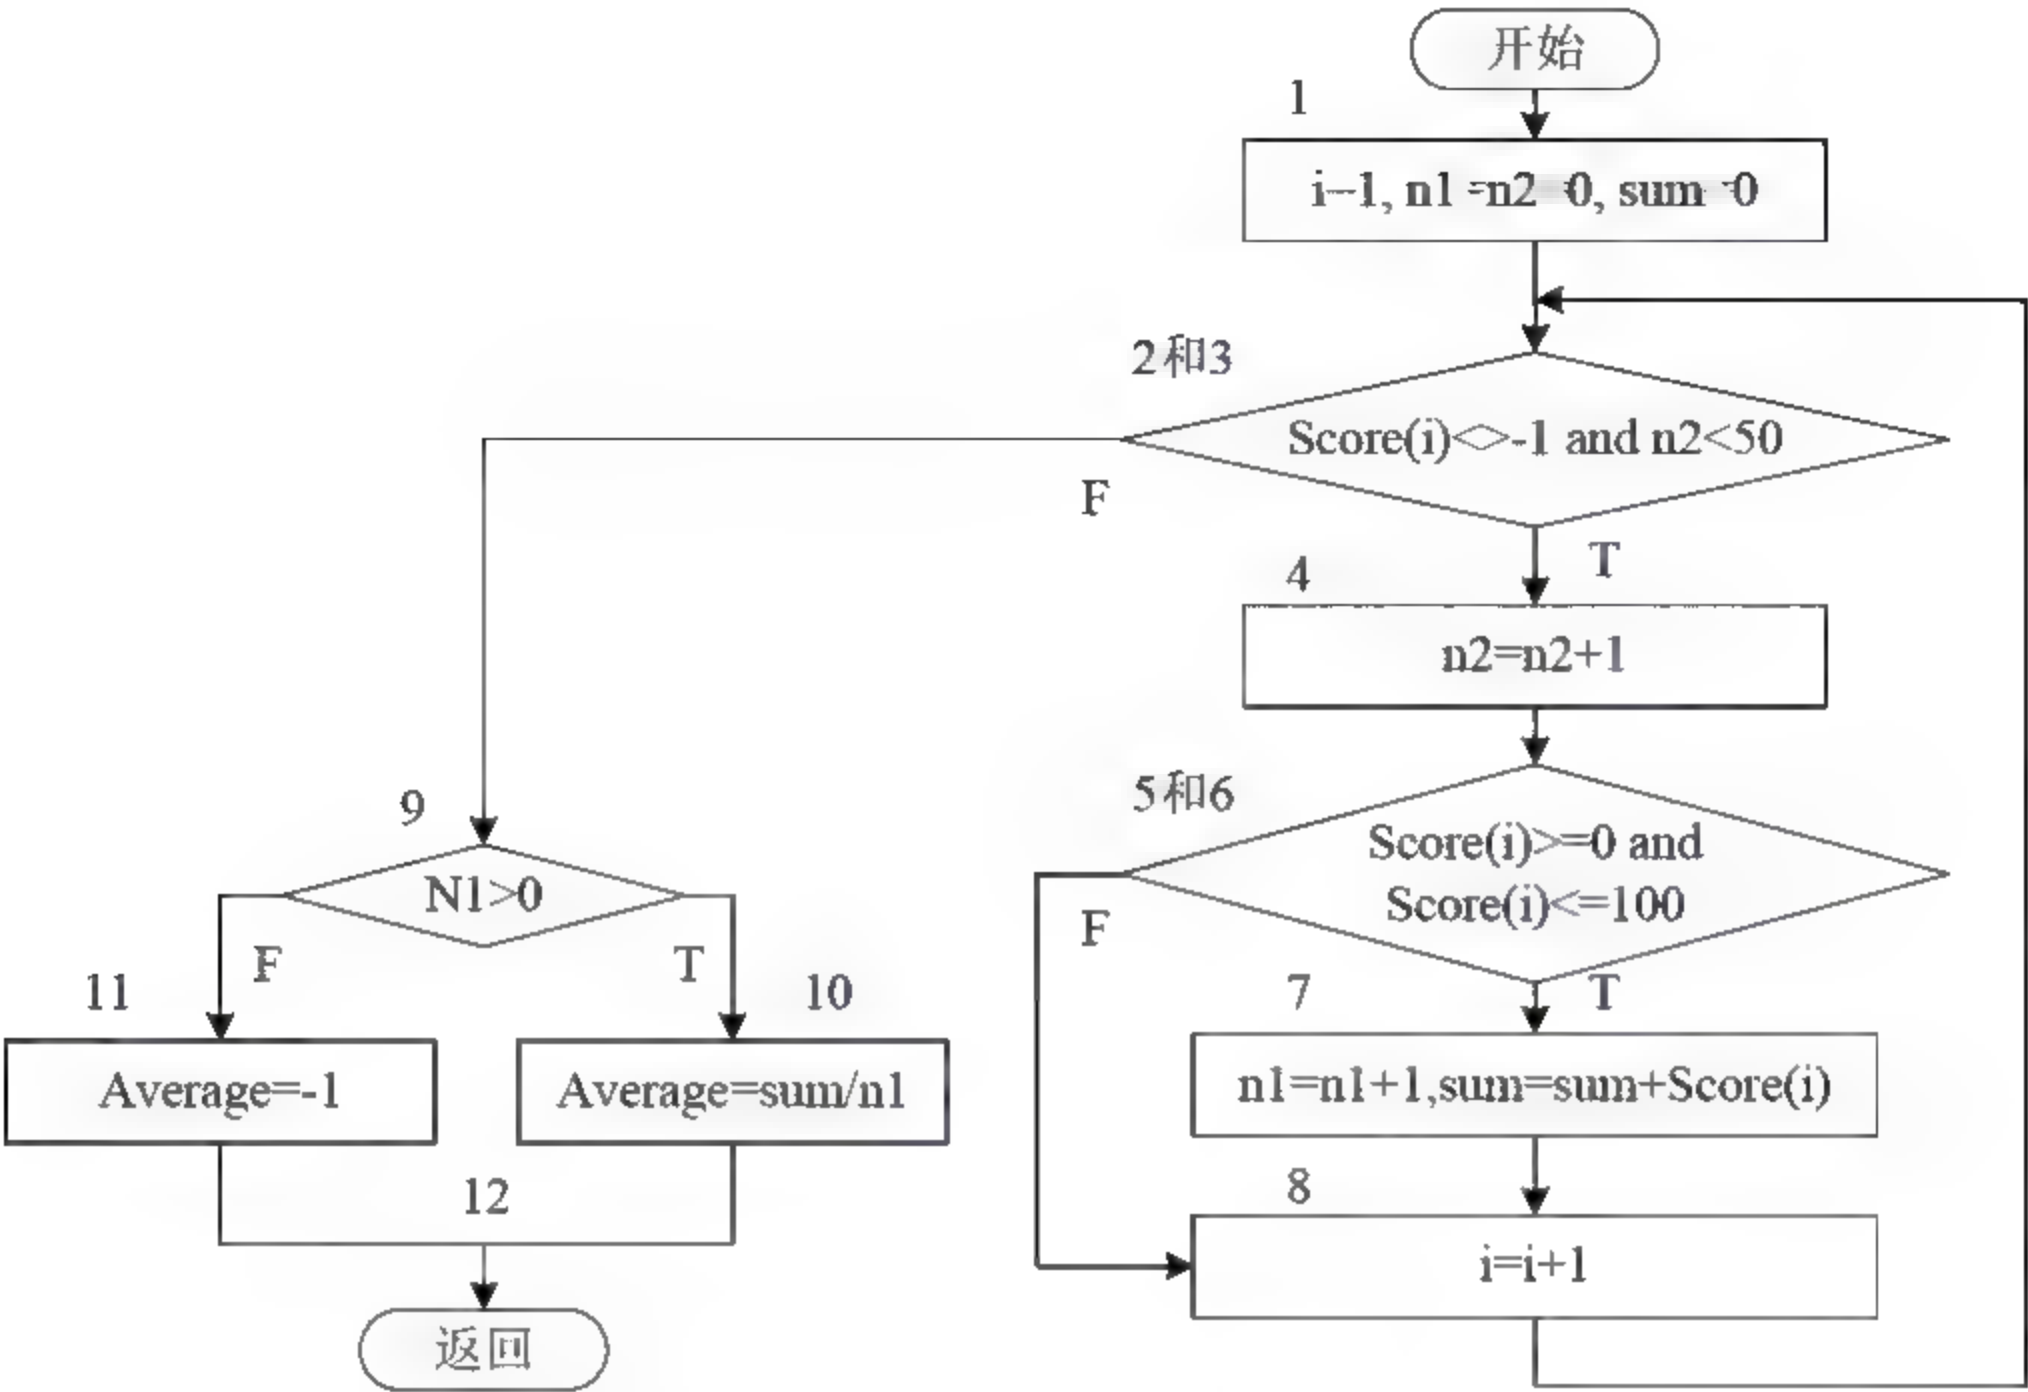 开始
1
i=1, n1=n2=0, sum=0
2和3
Score(i)<>-1 and n2<50
F
T
4
n2=n2+1
5和6
Score(i)>=0 and
Score(i)<=100
F
T
9
N1>0
F
T
11
10
7
Average=-1
Average=sum/n1
n1=n1+1,sum=sum+Score(i)
12
8
i=i+1
返回